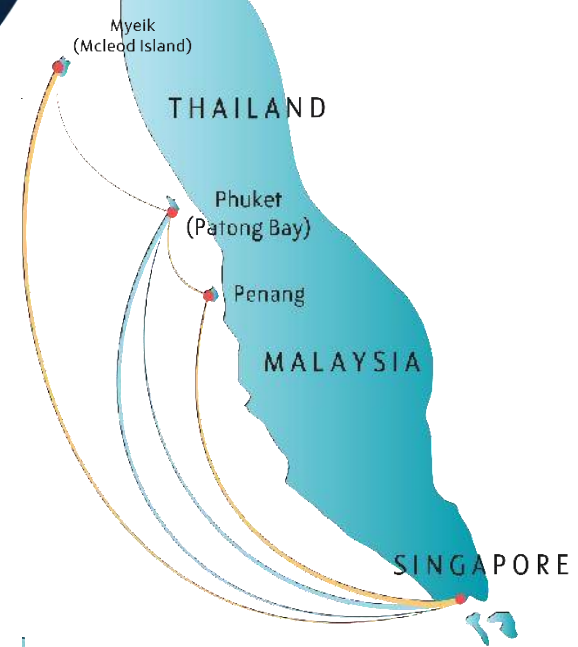 Myeik
(Mcleod Island)
THAILAND
Phuket
(Patong Bay)
Penang
MALAYSIA
SINGAPORE